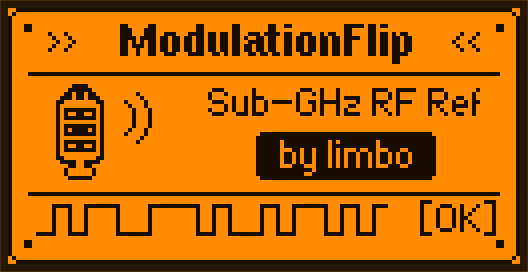 >> ModulationFlip <<
Sub-GHz RF Ref
by limbo
[OK]